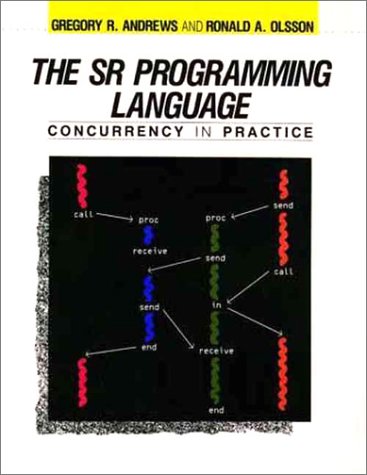 GREGORY R. ANDREWS AND RONALD A. OLSSON
THE SR PROGRAMMING
LANGUAGE
CONCURRENCY IN PRACTICE
call
proc
proc
send
receive
send
call
send
in
end
receive
end